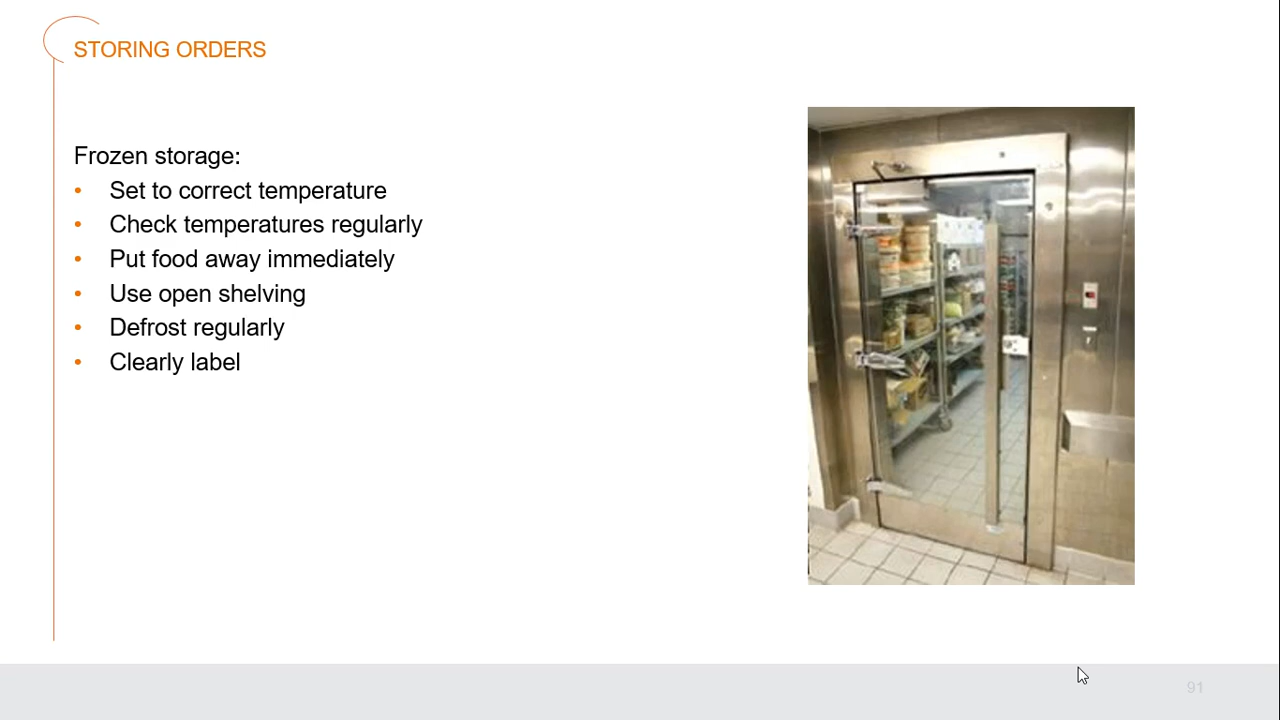 STORING ORDERS
Frozen storage:
• Set to correct temperature
• Check temperatures regularly
• Put food away immediately
• Use open shelving
• Defrost regularly
• Clearly label
91